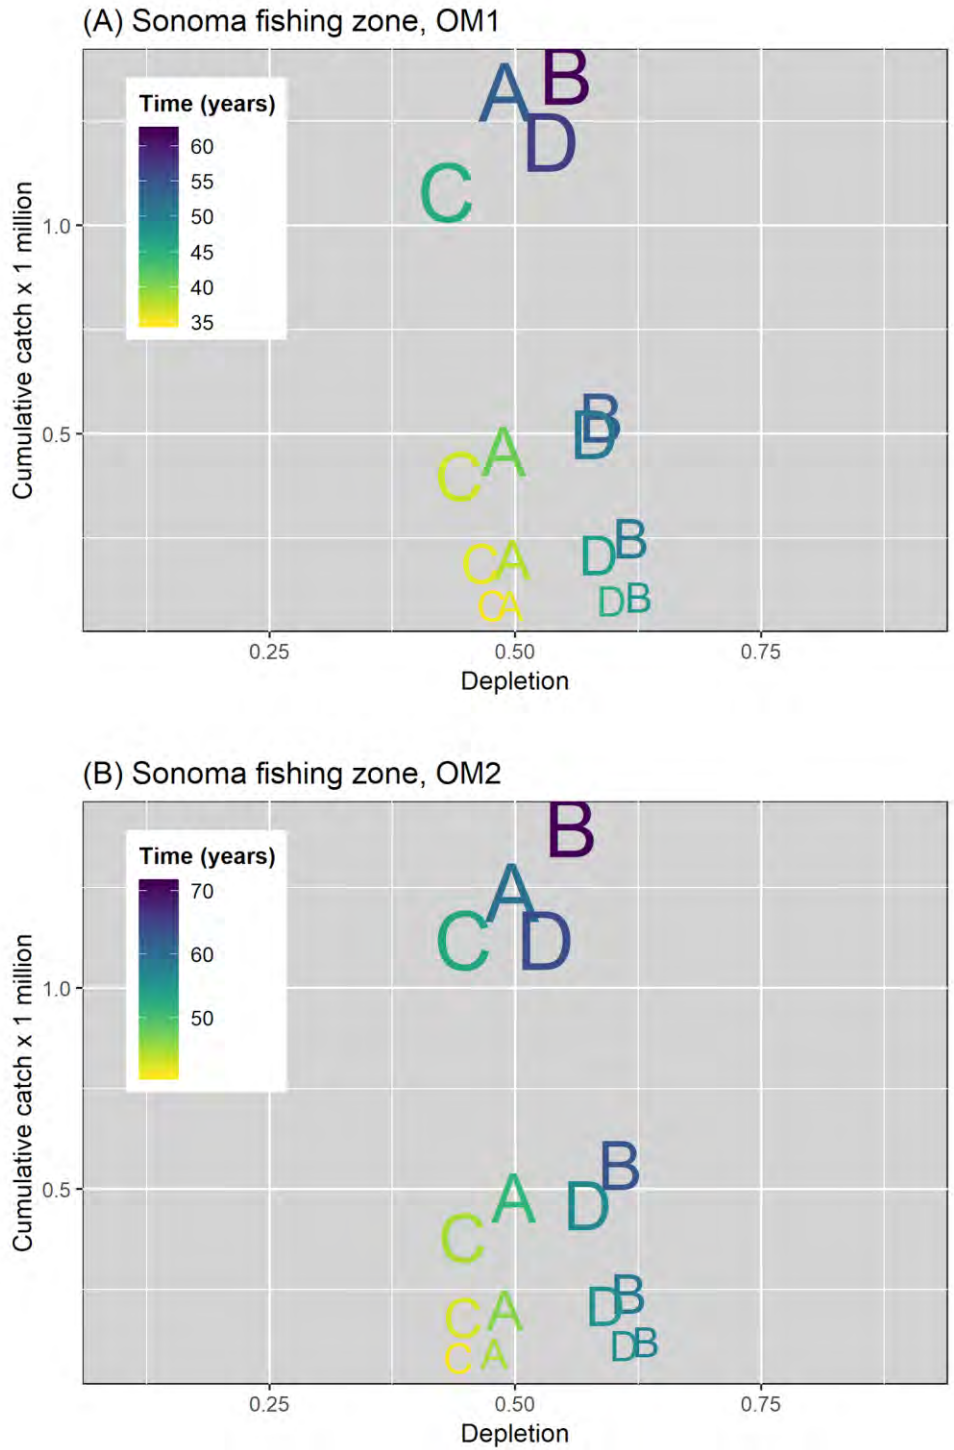 (A) Sonoma fishing zone, OM1
B
A
D
C
Time (years)
60
55
50
45
40
35
1.0
0.5
Cumulative catch x 1 million
B
D
A
C
B
D
C A
D B
C A
0.25 0.50 0.75
Depletion
(B) Sonoma fishing zone, OM2
B
A
C D
Time (years)
70
60
50
1.0
0.5
Cumulative catch x 1 million
B
A D
C
B
D
C A
D B
C A
0.25 0.50 0.75
Depletion